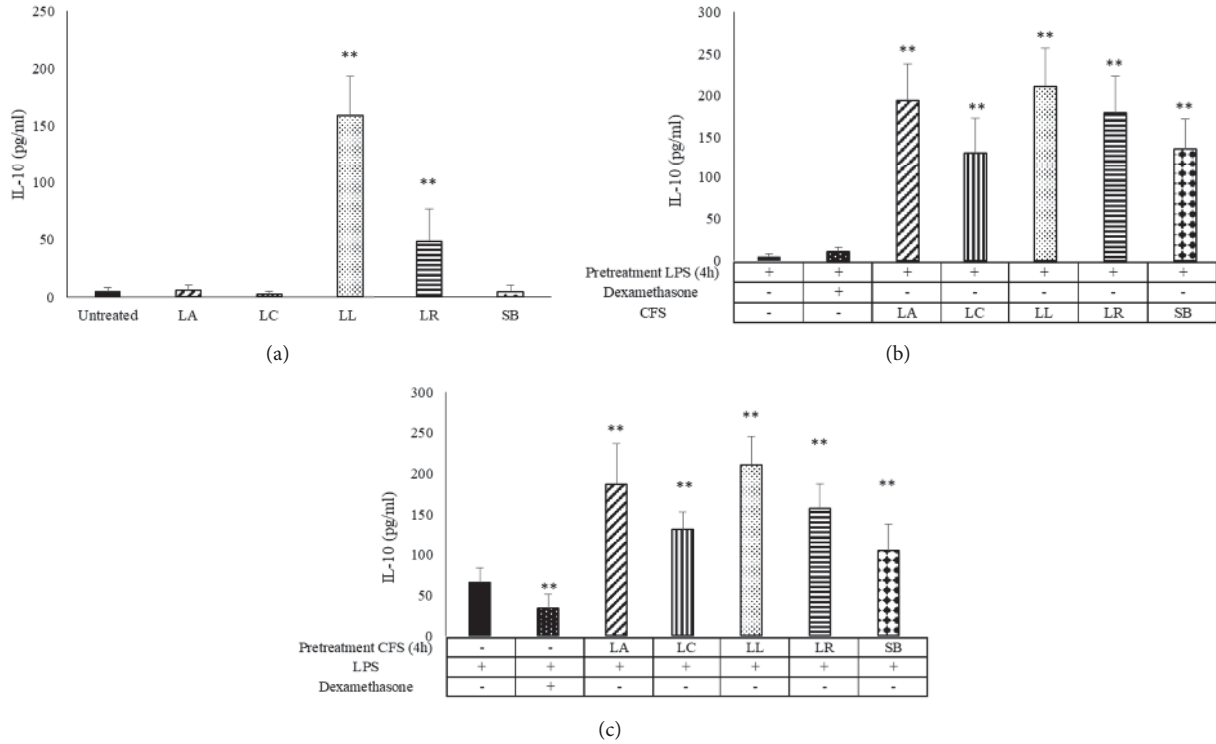 250
200
150
100
50
0
IL-10 (pg/ml)
**
**
Untreated LA LC LL LR SB
(a)
300
250
200
150
100
50
0
IL-10 (pg/ml)
** ** ** ** **
Pretreatment LPS (4h) + + + + + + +
Dexamethasone - + - - - - -
CFS - - LA LC LL LR SB
(b)
300
250
200
150
100
50
0
IL-10 (pg/ml)
** ** ** ** ** **
Pretreatment CFS (4h) - - LA LC LL LR SB
LPS + + + + + + +
Dexamethasone - + - - - - -
(c)